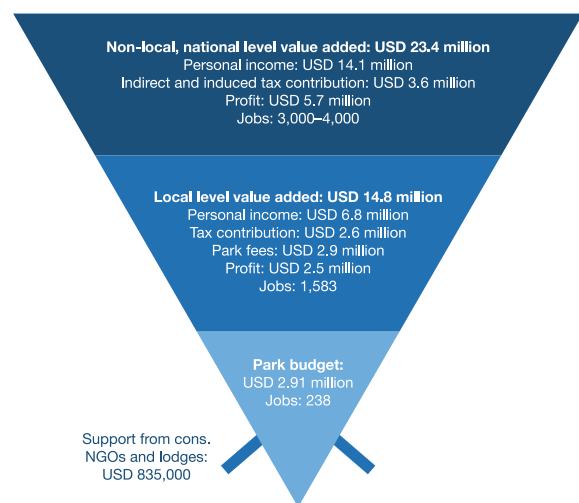 Non-local, national level value added: USD 23.4 million
Personal income: USD 14.1 million
Indirect and induced tax contribution: USD 3.6 million
Profit: USD 5.7 million
Jobs: 3,000–4,000
Local level value added: USD 14.8 million
Personal income: USD 6.8 million
Tax contribution: USD 2.6 million
Park fees: USD 2.9 million
Profit: USD 2.5 million
Jobs: 1,583
Park budget:
USD 2.91 million
Jobs: 238
Support from cons.
NGOs and lodges:
USD 835,000